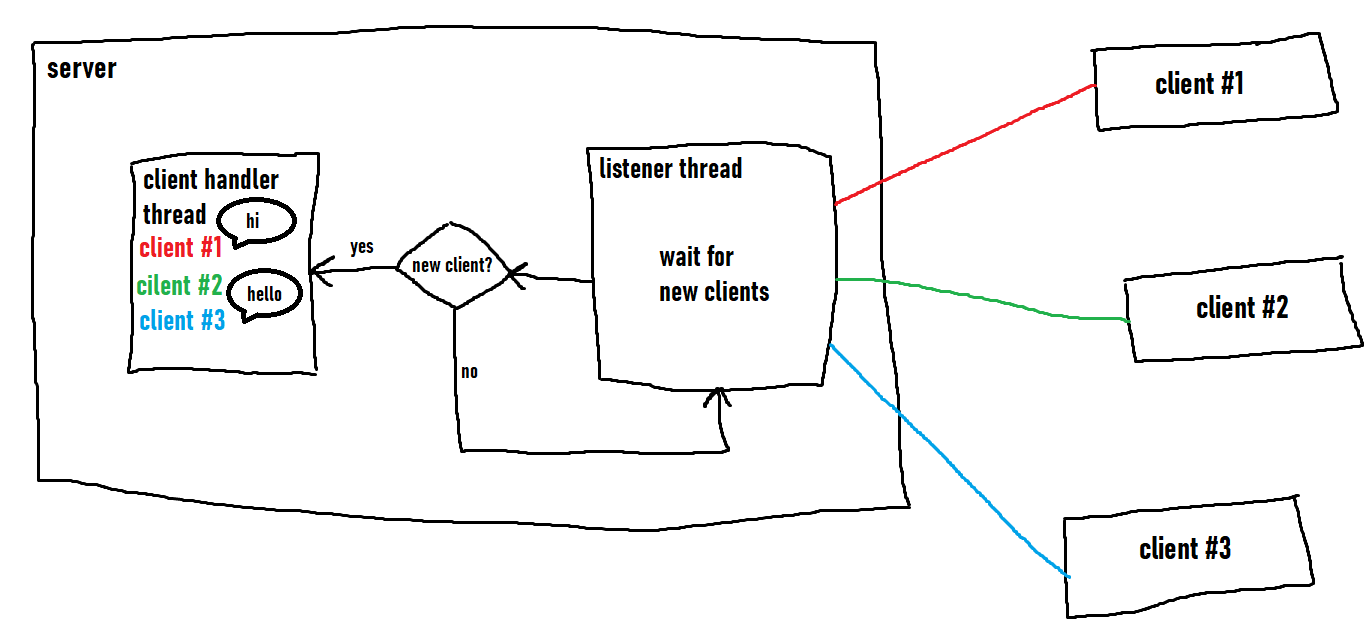 server
client handler
thread
hi
client #1
cilent #2
hello
client #3
yes
new client?
no
listener thread
wait for
new clients
client #1
client #2
client #3